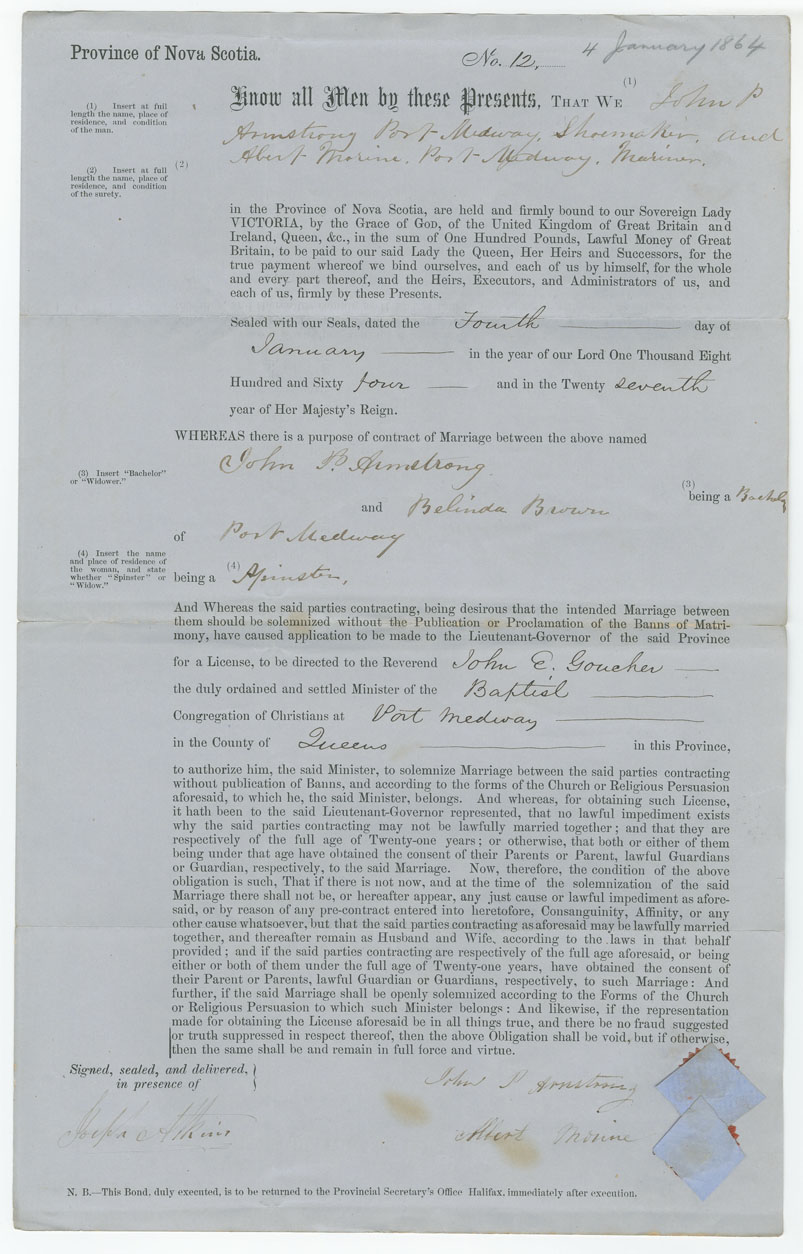 Province of Nova Scotia.
No. 12, 4 January 1864
(1) Insert at full
length the name, place of
residence, and condition
of the man.
Know all Men by these Presents, THAT WE (1) John P
Armstrong Port Medway, Shoemaker, and
(2) Insert at full
length the name, place of
residence, and condition
of the surety.
(2) Abert Morine, Port Medway, Mariner,
in the Province of Nova Scotia, are held and firmly bound to our Sovereign Lady
VICTORIA, by the Grace of GOD, of the United Kingdom of Great Britain and
Ireland, Queen, &c., in the sum of One Hundred Pounds, Lawful Money of Great
Britain, to be paid to our said Lady the Queen, Her Heirs and Successors, for the
true payment whereof we bind ourselves, and each of us by himself, for the whole
and every part thereof, and the Heirs, Executors, and Administrators of us, and
each of us, firmly by these Presents.
Sealed with our Seals, dated the Fourth day of
January in the year of our Lord One Thousand Eight
Hundred and Sixty four and in the Twenty seventh
year of Her Majesty's Reign.
WHEREAS there is a purpose of contract of Marriage between the above named
John P. Armstrong
(3) Insert "Bachelor"
or "Widower."
(3) being a Bachelor
and Belinda Brown
of Port Medway
(4) Insert the name
and place of residence of
the woman, and state
whether "Spinster" or
"Widow."
being a (4) Spinster,
And Whereas the said parties contracting, being desirous that the intended Marriage between
them should be solemnized without the Publication or Proclamation of the Banns of Matri-
mony, have caused application to be made to the Lieutenant-Governor of the said Province
for a License, to be directed to the Reverend John E. Goucher
the duly ordained and settled Minister of the Baptist
Congregation of Christians at Port Medway
in the County of Queens in this Province,
to authorize him, the said Minister, to solemnize Marriage between the said parties contracting
without publication of Banns, and according to the forms of the Church or Religious Persuasion
aforesaid, to which he, the said Minister, belongs. And whereas, for obtaining such License,
it hath been to the said Lieutenant-Governor represented, that no lawful impediment exists
why the said parties contracting may not be lawfully married together; and that they are
respectively of the full age of Twenty-one years; or otherwise, that both or either of them
being under that age have obtained the consent of their Parents or Parent, lawful Guardians
or Guardian, respectively, to the said Marriage. Now, therefore, the condition of the above
obligation is such, That if there is not now, and at the time of the solemnization of the said
Marriage there shall not be, or hereafter appear, any just cause or lawful impediment as afore-
said, or by reason of any pre-contract entered into heretofore, Consanguinity, Affinity, or any
other cause whatsoever, but that the said parties contracting as aforesaid may be lawfully married
together, and thereafter remain as Husband and Wife, according to the laws in that behalf
provided; and if the said parties contracting are respectively of the full age aforesaid, or being
either or both of them under the full age of Twenty-one years, have obtained the consent of
their Parent or Parents, lawful Guardian or Guardians, respectively, to such Marriage: And
further, if the said Marriage shall be openly solemnized according to the Forms of the Church
or Religious Persuasion to which such Minister belongs: And likewise, if the representation
made for obtaining the License aforesaid be in all things true, and there be no fraud suggested
or truth suppressed in respect thereof, then the above Obligation shall be void, but if otherwise,
then the same shall be and remain in full force and virtue.
Signed, sealed, and delivered,
in presence of
John P Armstrong
Joseph Atkins
Albert Morine
N. B.—This Bond, duly executed, is to be returned to the Provincial Secretary's Office Halifax, immediately after execution.